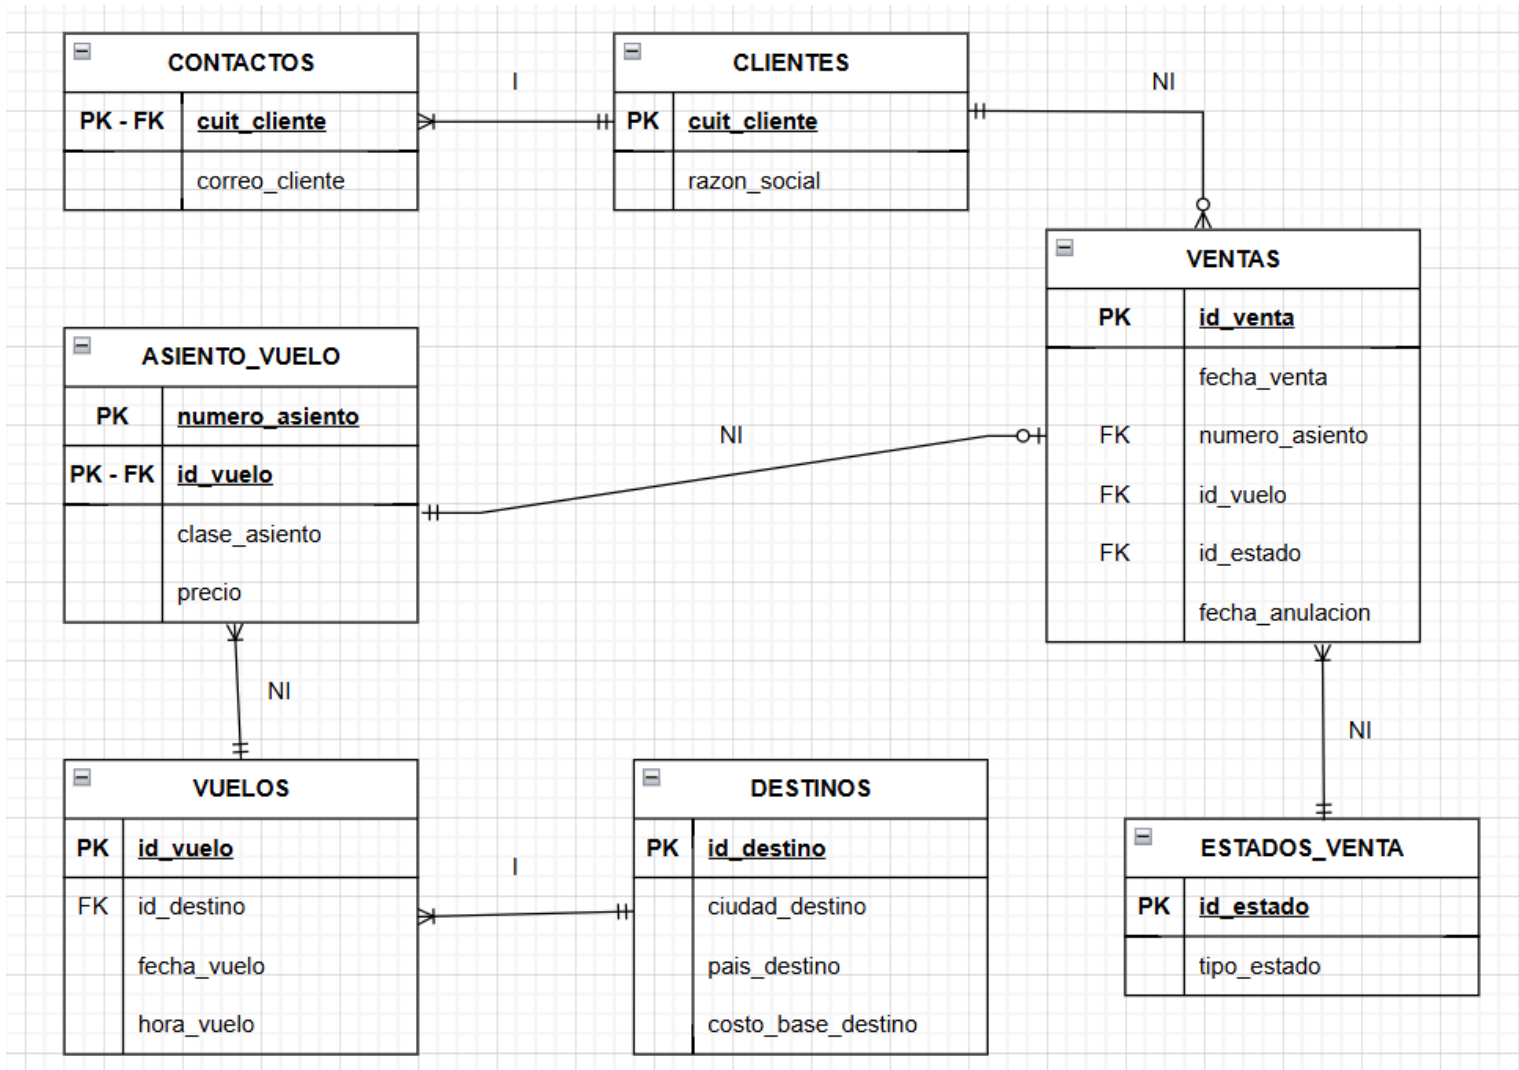 CONTACTOS
PK - FK cuit_cliente
correo_cliente
I
CLIENTES
PK cuit_cliente
razon_social
NI
VENTAS
PK id_venta
fecha_venta
FK numero_asiento
FK id_vuelo
FK id_estado
fecha_anulacion
ASIENTO_VUELO
PK numero_asiento
PK - FK id_vuelo
clase_asiento
precio
NI
NI
NI
VUELOS
PK id_vuelo
FK id_destino
fecha_vuelo
hora_vuelo
I
DESTINOS
PK id_destino
ciudad_destino
pais_destino
costo_base_destino
ESTADOS_VENTA
PK id_estado
tipo_estado